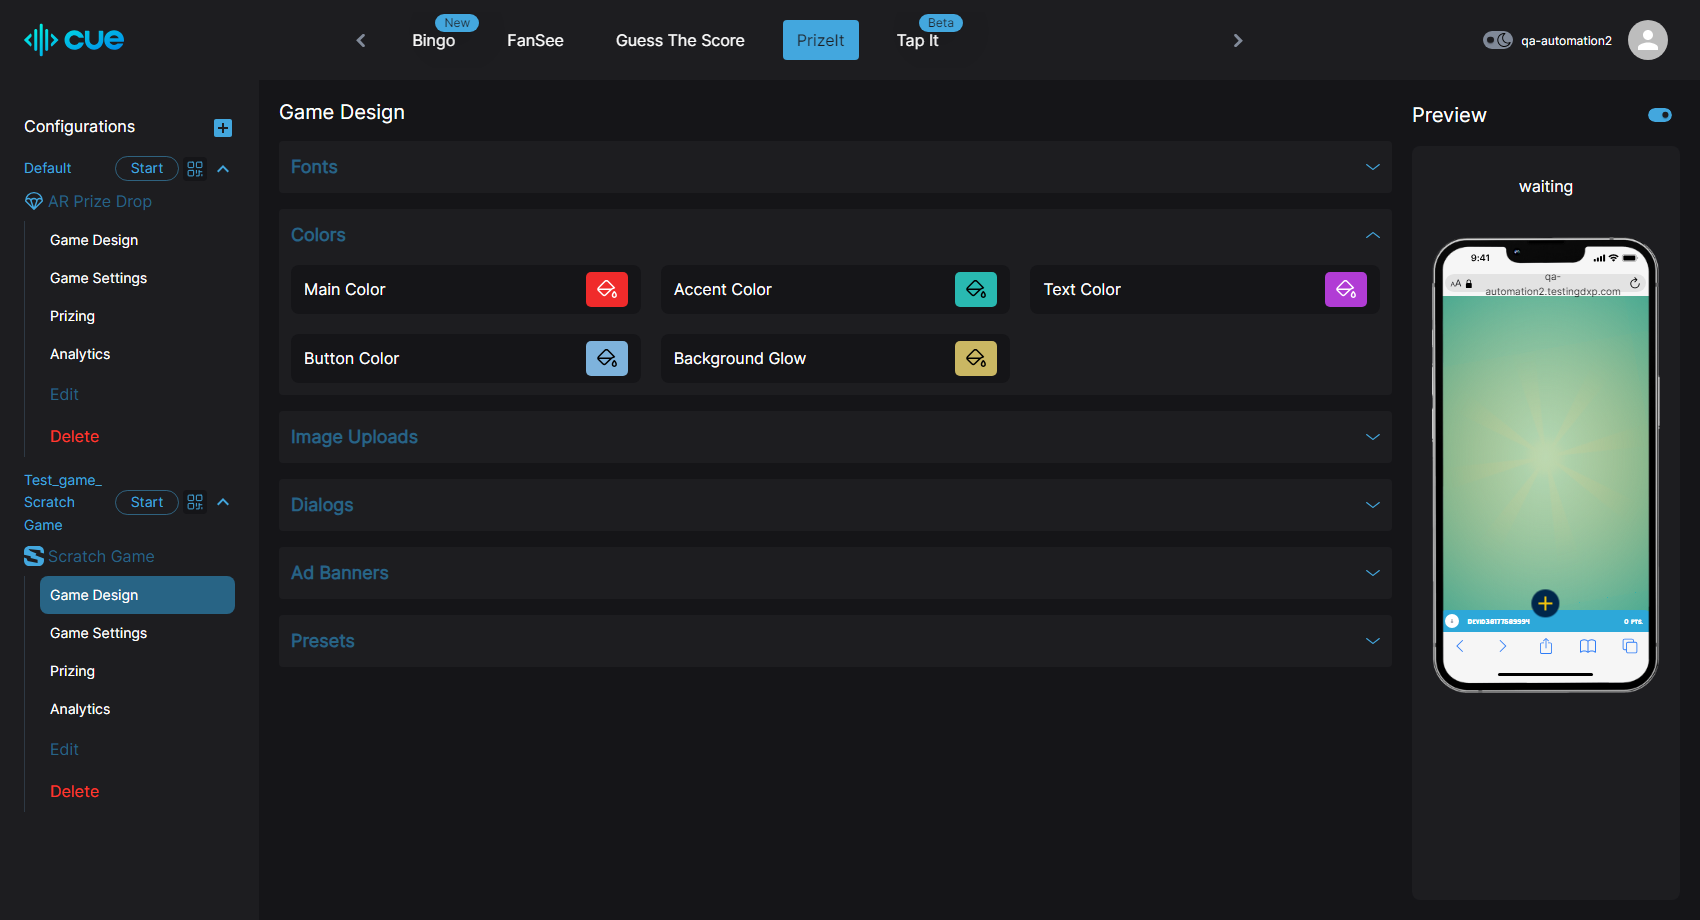 cue
New
Bingo
FanSee
Guess The Score
PrizeIt
Beta
Tap It
qa-automation2
Configurations
Default
Start
AR Prize Drop
Game Design
Game Settings
Prizing
Analytics
Edit
Delete
Test_game_
Scratch
Game
Start
Scratch Game
Game Design
Game Settings
Prizing
Analytics
Edit
Delete
Game Design
Fonts
Colors
Main Color
Accent Color
Text Color
Button Color
Background Glow
Image Uploads
Dialogs
Ad Banners
Presets
Preview
waiting
9:41
AA
qa-
automation2.testingdxp.com
0 PTS.